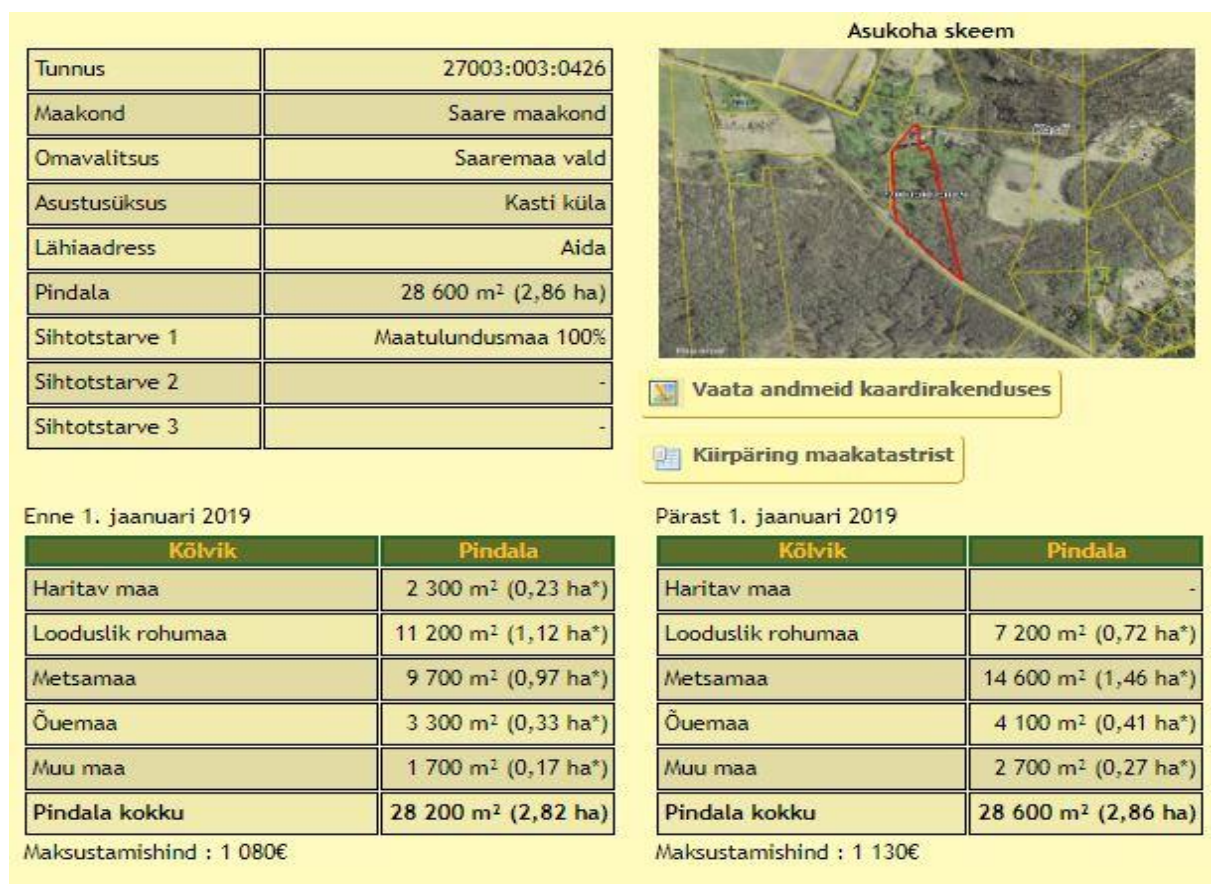 Asukoha skeem
Tunnus 27003:003:0426
Maakond Saare maakond
Omavalitsus Saaremaa vald
Asustusüksus Kasti küla
Lähiaadress Aida
Pindala 28 600 m² (2,86 ha)
Sihtotstarve 1 Maatulundusmaa 100%
Sihtotstarve 2 -
Sihtotstarve 3 -
Kasti
Vaata andmeid kaardirakenduses
Kiirpäring maakatastrist
Enne 1. jaanuari 2019
Kõlvik Pindala
Haritav maa 2 300 m² (0,23 ha*)
Looduslik rohumaa 11 200 m² (1,12 ha*)
Metsamaa 9 700 m² (0,97 ha*)
Õuemaa 3 300 m² (0,33 ha*)
Muu maa 1 700 m² (0,17 ha*)
Pindala kokku 28 200 m² (2,82 ha)
Maksustamishind : 1 080€
Pärast 1. jaanuari 2019
Kõlvik Pindala
Haritav maa -
Looduslik rohumaa 7 200 m² (0,72 ha*)
Metsamaa 14 600 m² (1,46 ha*)
Õuemaa 4 100 m² (0,41 ha*)
Muu maa 2 700 m² (0,27 ha*)
Pindala kokku 28 600 m² (2,86 ha)
Maksustamishind : 1 130€